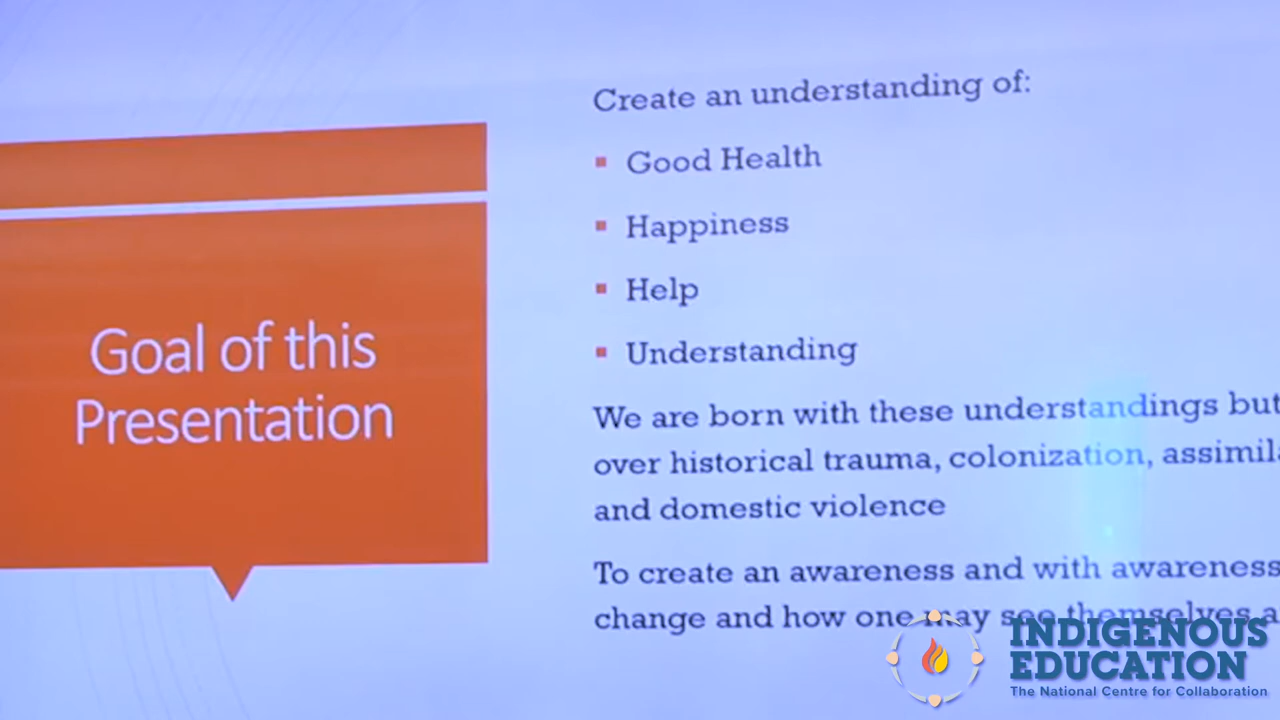 Goal of this
Presentation
Create an understanding of:
Good Health
Happiness
Help
Understanding
We are born with these understandings but
over historical trauma, colonization, assimila
and domestic violence
To create an awareness and with awareness
change and how one may see themselves a
INDIGENOUS
EDUCATION
The National Centre for Collaboration